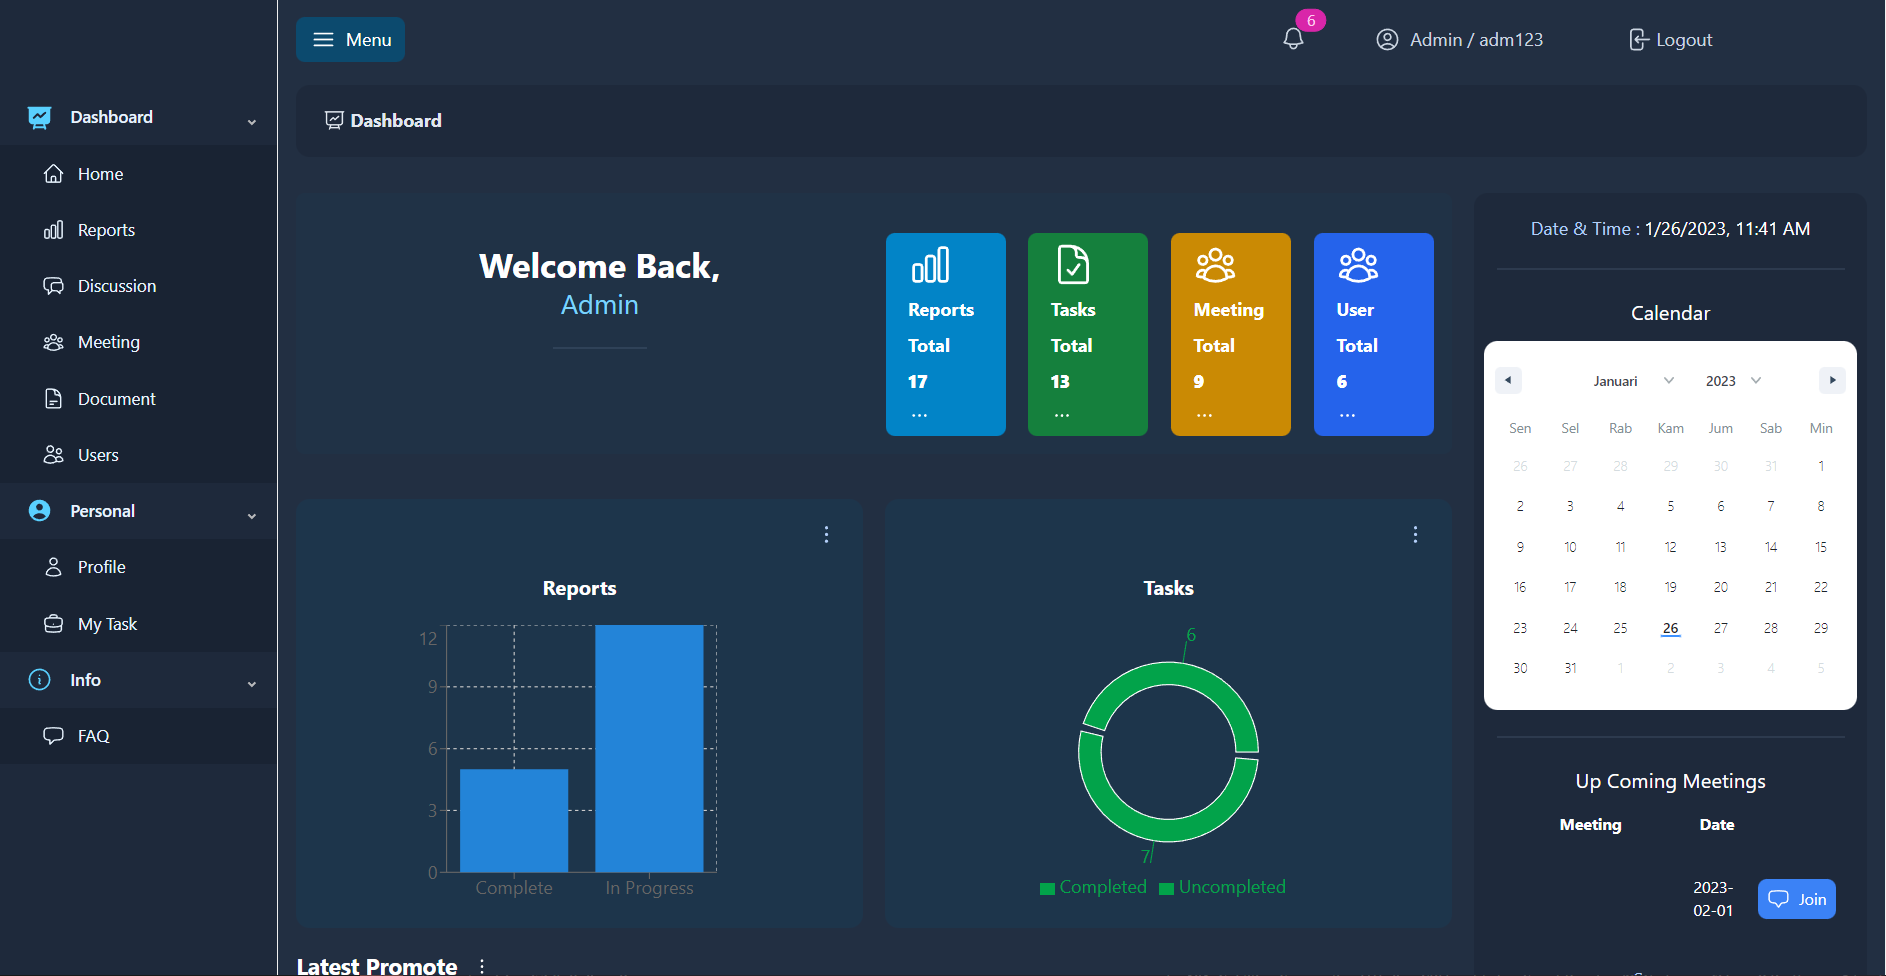 Menu
6
Admin / adm123
Logout
Dashboard
Home
Reports
Discussion
Meeting
Document
Users
Personal
Profile
My Task
Info
FAQ
Dashboard
Welcome Back,
Admin
Reports
Total
17
...
Tasks
Total
13
...
Meeting
Total
9
...
User
Total
6
...
Reports
12
9
6
3
0
Complete In Progress
Tasks
6
7
Completed Uncompleted
Latest Promote
Date & Time : 1/26/2023, 11:41 AM
Calendar
Januari 2023
Sen Sel Rab Kam Jum Sab Min
26 27 28 29 30 31 1
2 3 4 5 6 7 8
9 10 11 12 13 14 15
16 17 18 19 20 21 22
23 24 25 26 27 28 29
30 31 1 2 3 4 5
Up Coming Meetings
Meeting Date
2023-
02-01
Join